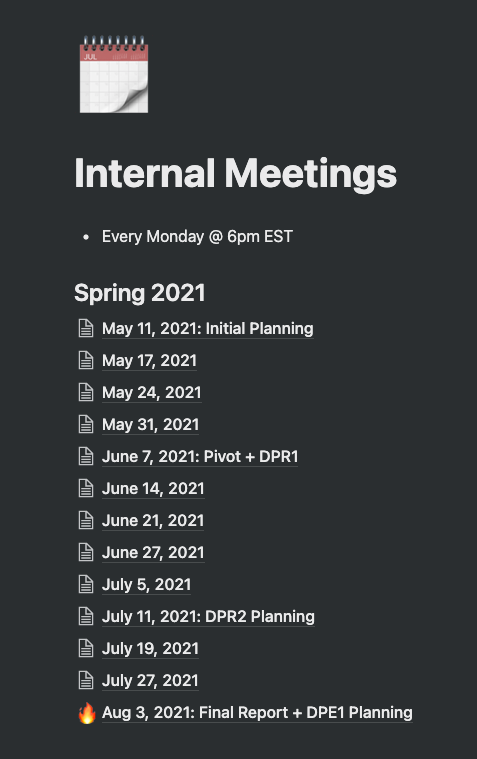 JUL
Internal Meetings
• Every Monday @ 6pm EST
Spring 2021
May 11, 2021: Initial Planning
May 17, 2021
May 24, 2021
May 31, 2021
June 7, 2021: Pivot + DPR1
June 14, 2021
June 21, 2021
June 27, 2021
July 5, 2021
July 11, 2021: DPR2 Planning
July 19, 2021
July 27, 2021
Aug 3, 2021: Final Report + DPE1 Planning